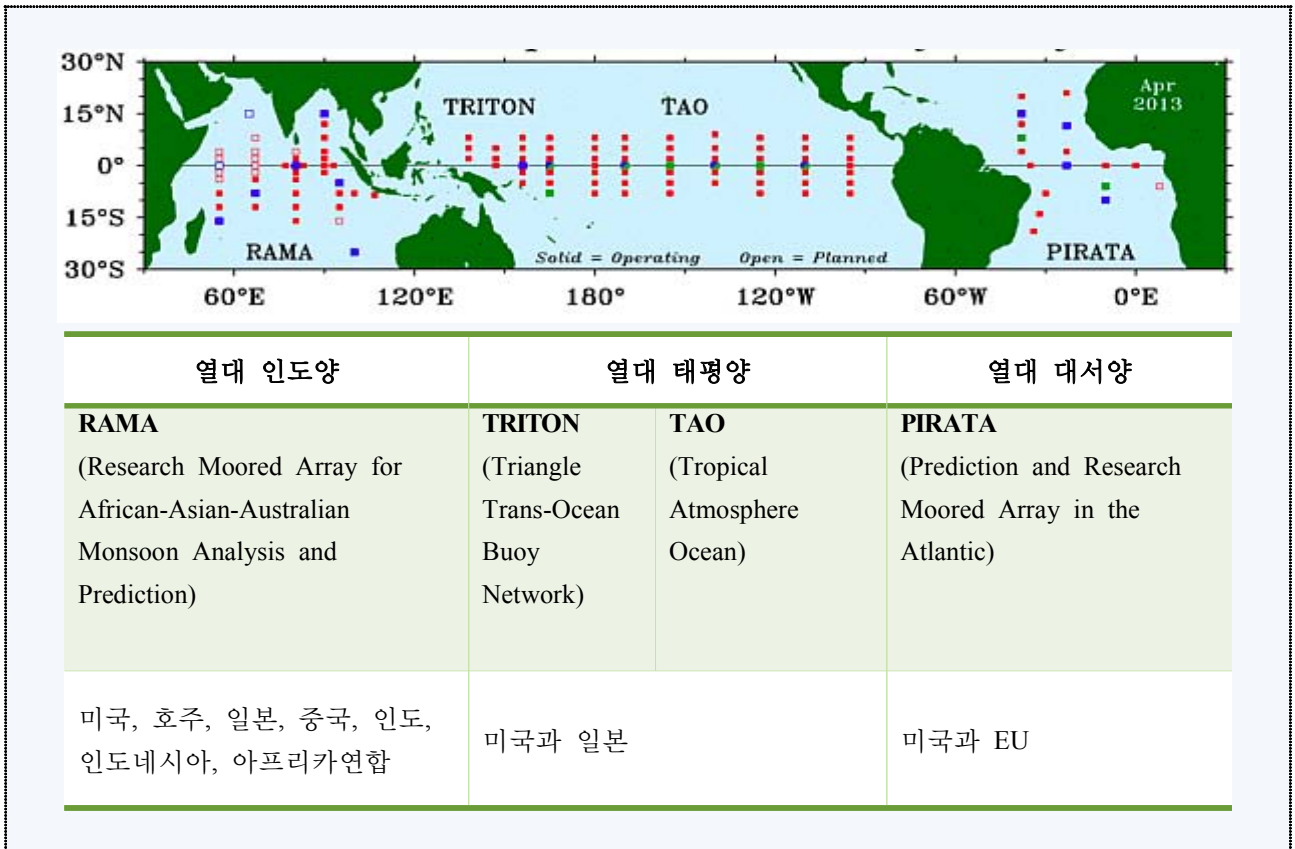 30°N
15°N
0°
15°S
30°S
TRITON
TAO
Apr
2013
RAMA
Solid = Operating
Open = Planned
PIRATA
60°E
120°E
180°
120°W
60°W
0°E
열대 인도양
열대 태평양
열대 대서양
RAMA
(Research Moored Array for
African-Asian-Australian
Monsoon Analysis and
Prediction)
TRITON
(Triangle
Trans-Ocean
Buoy
Network)
TAO
(Tropical
Atmosphere
Ocean)
PIRATA
(Prediction and Research
Moored Array in the
Atlantic)
미국, 호주, 일본, 중국, 인도,
인도네시아, 아프리카연합
미국과 일본
미국과 EU